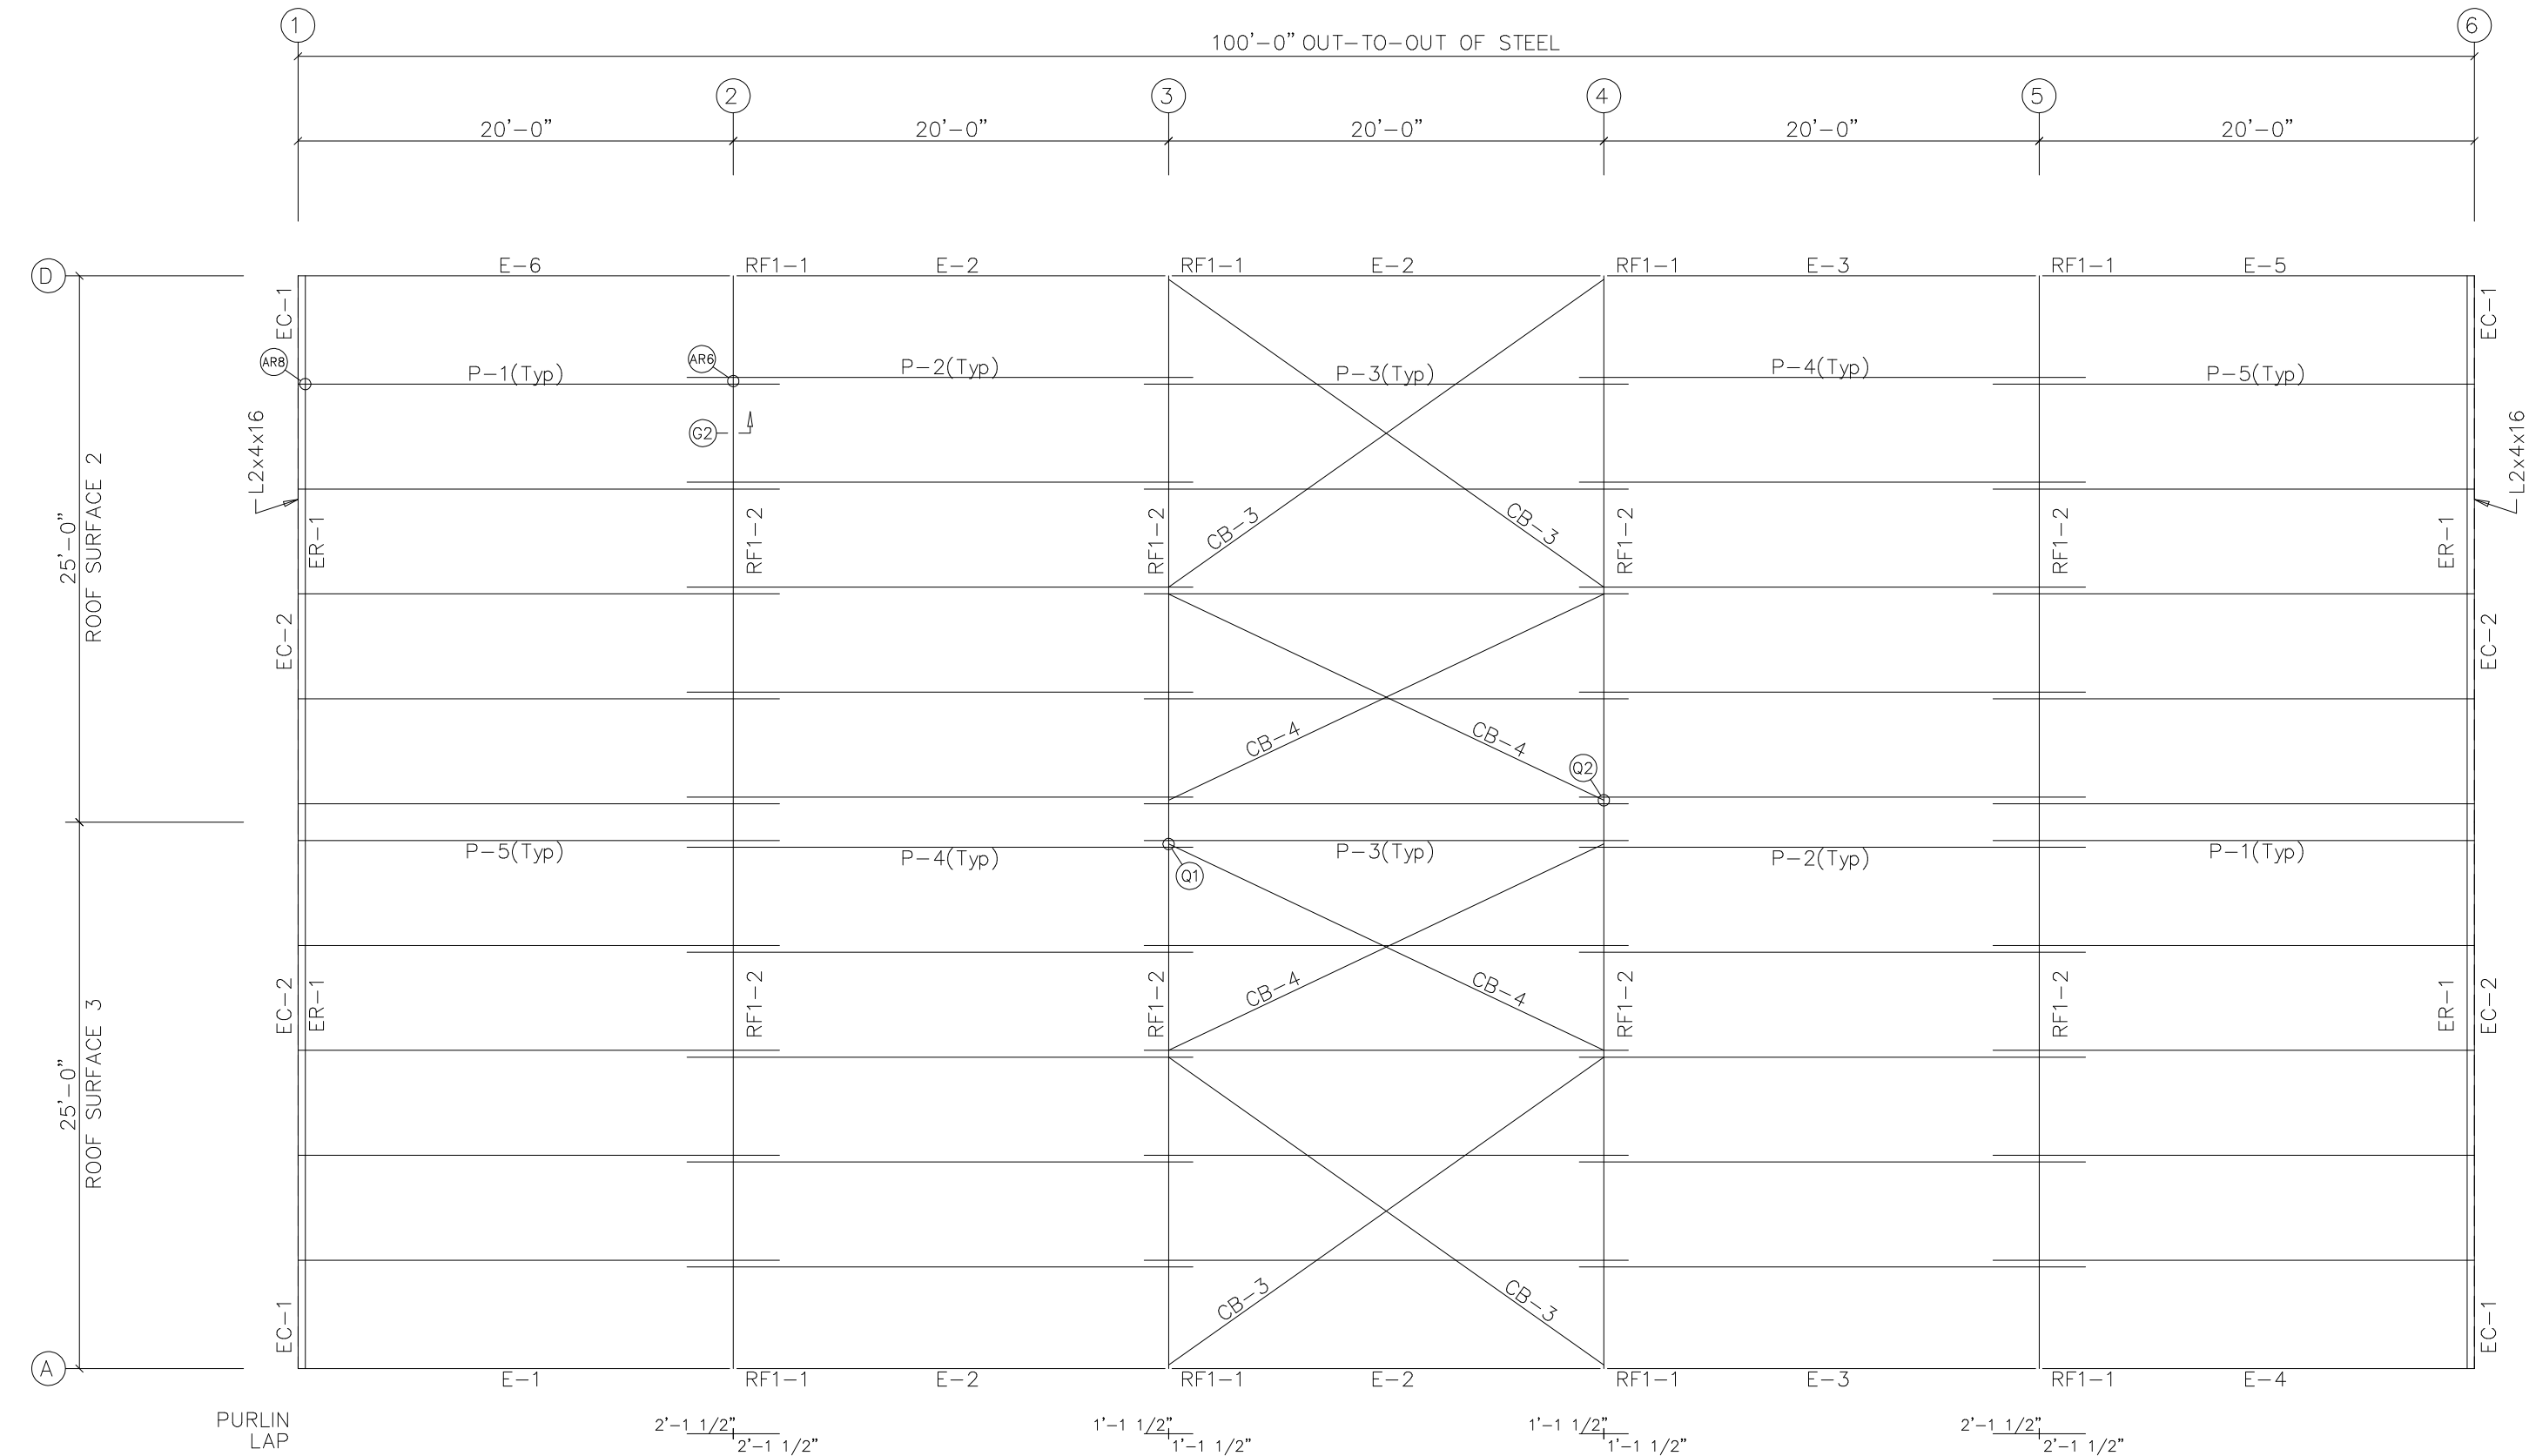 1
6
100'-0" OUT-TO-OUT OF STEEL
2
3
4
5
20'-0"
20'-0"
20'-0"
20'-0"
20'-0"
D
E-6
RF1-1
E-2
RF1-1
E-2
RF1-1
E-3
RF1-1
E-5
EC-1
EC-1
AR8
AR6
P-1(Typ)
P-2(Typ)
P-3(Typ)
P-4(Typ)
P-5(Typ)
G2
L2x4x16
L2x4x16
25'-0"
ROOF SURFACE 2
ER-1
RF1-2
RF1-2
CB-3
CB-3
RF1-2
RF1-2
ER-1
EC-2
EC-2
CB-4
CB-4
Q2
P-5(Typ)
P-4(Typ)
P-3(Typ)
P-2(Typ)
P-1(Typ)
Q1
25'-0"
ROOF SURFACE 3
EC-2
ER-1
RF1-2
RF1-2
CB-4
CB-4
RF1-2
RF1-2
ER-1
EC-2
CB-3
CB-3
EC-1
EC-1
A
E-1
RF1-1
E-2
RF1-1
E-2
RF1-1
E-3
RF1-1
E-4
PURLIN
LAP
2'-1 1/2"
2'-1 1/2"
1'-1 1/2"
1'-1 1/2"
1'-1 1/2"
1'-1 1/2"
2'-1 1/2"
2'-1 1/2"